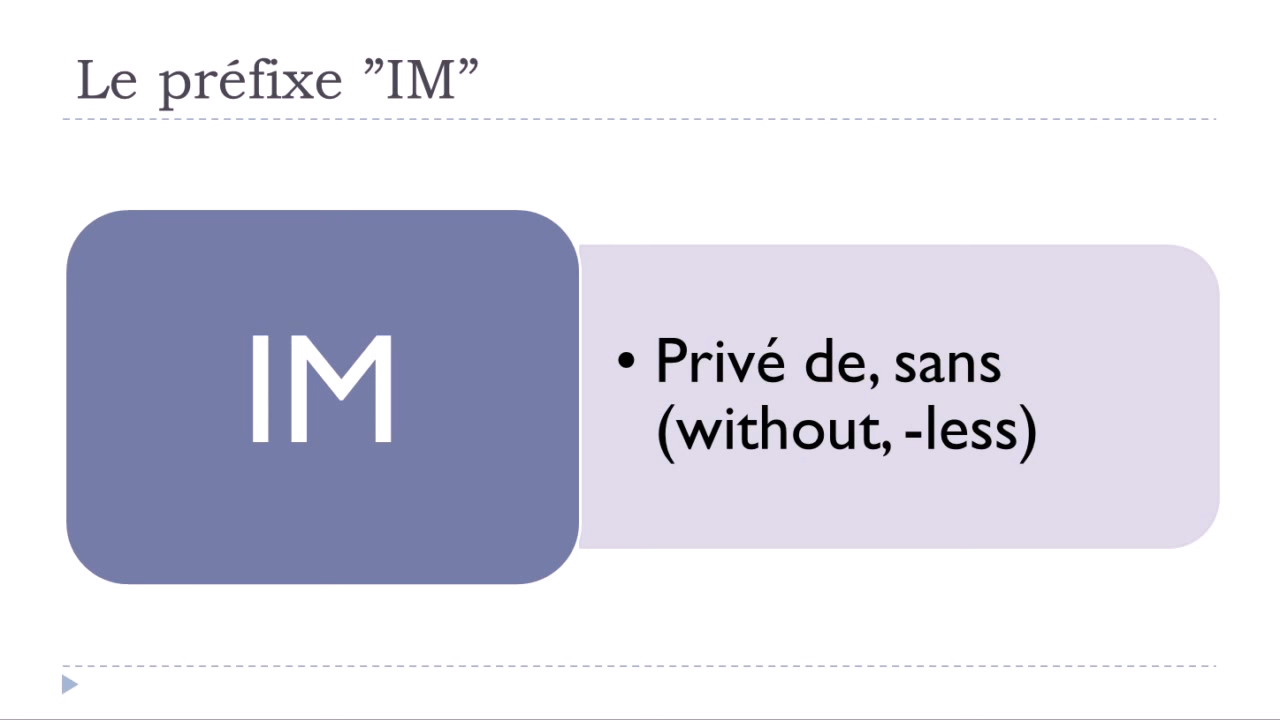 Le préfixe ”IM”
IM
• Privé de, sans
(without, -less)